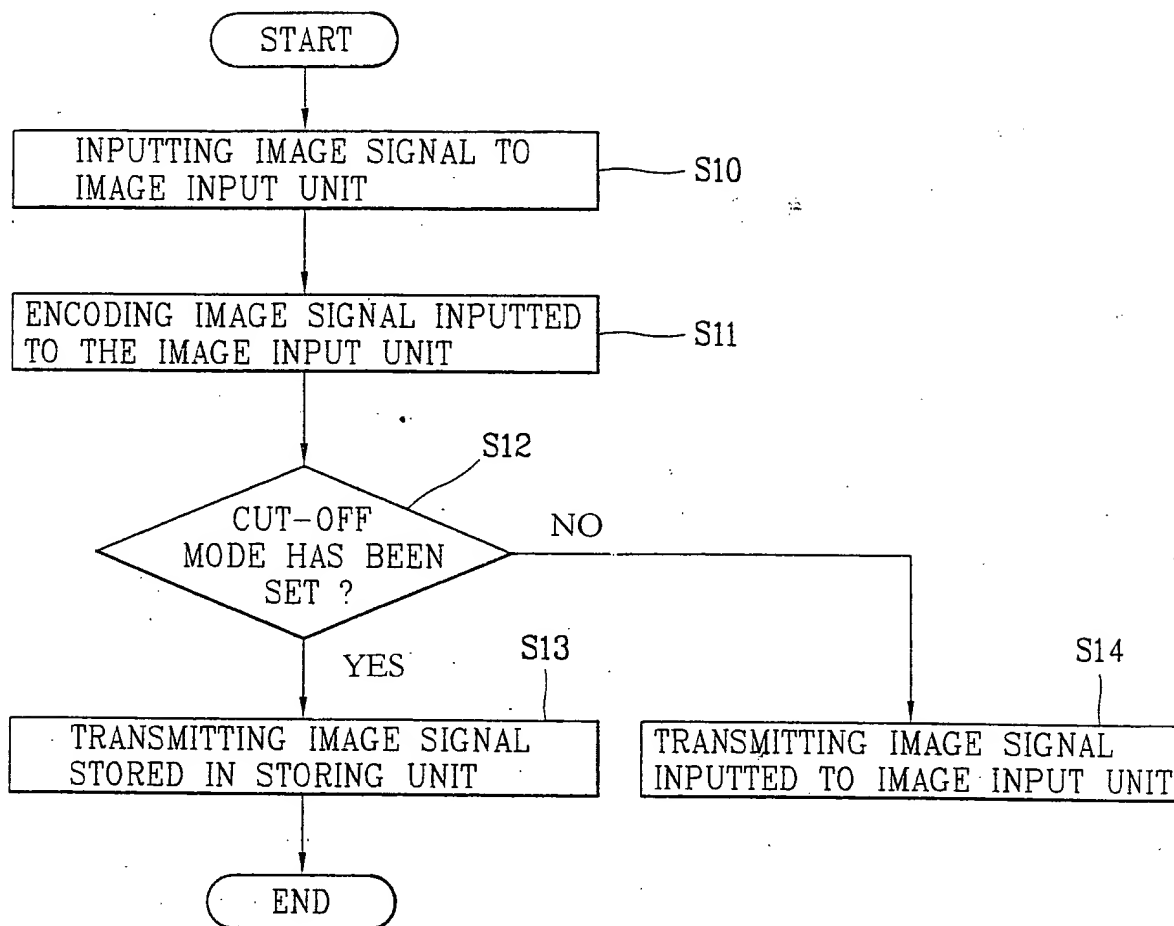 START
INPUTTING IMAGE SIGNAL TO
IMAGE INPUT UNIT
S10
ENCODING IMAGE SIGNAL INPUTTED
TO THE IMAGE INPUT UNIT
S11
S12
CUT-OFF
MODE HAS BEEN
SET ?
NO
YES
S13
TRANSMITTING IMAGE SIGNAL
STORED IN STORING UNIT
S14
TRANSMITTING IMAGE SIGNAL
INPUTTED TO IMAGE INPUT UNIT
END